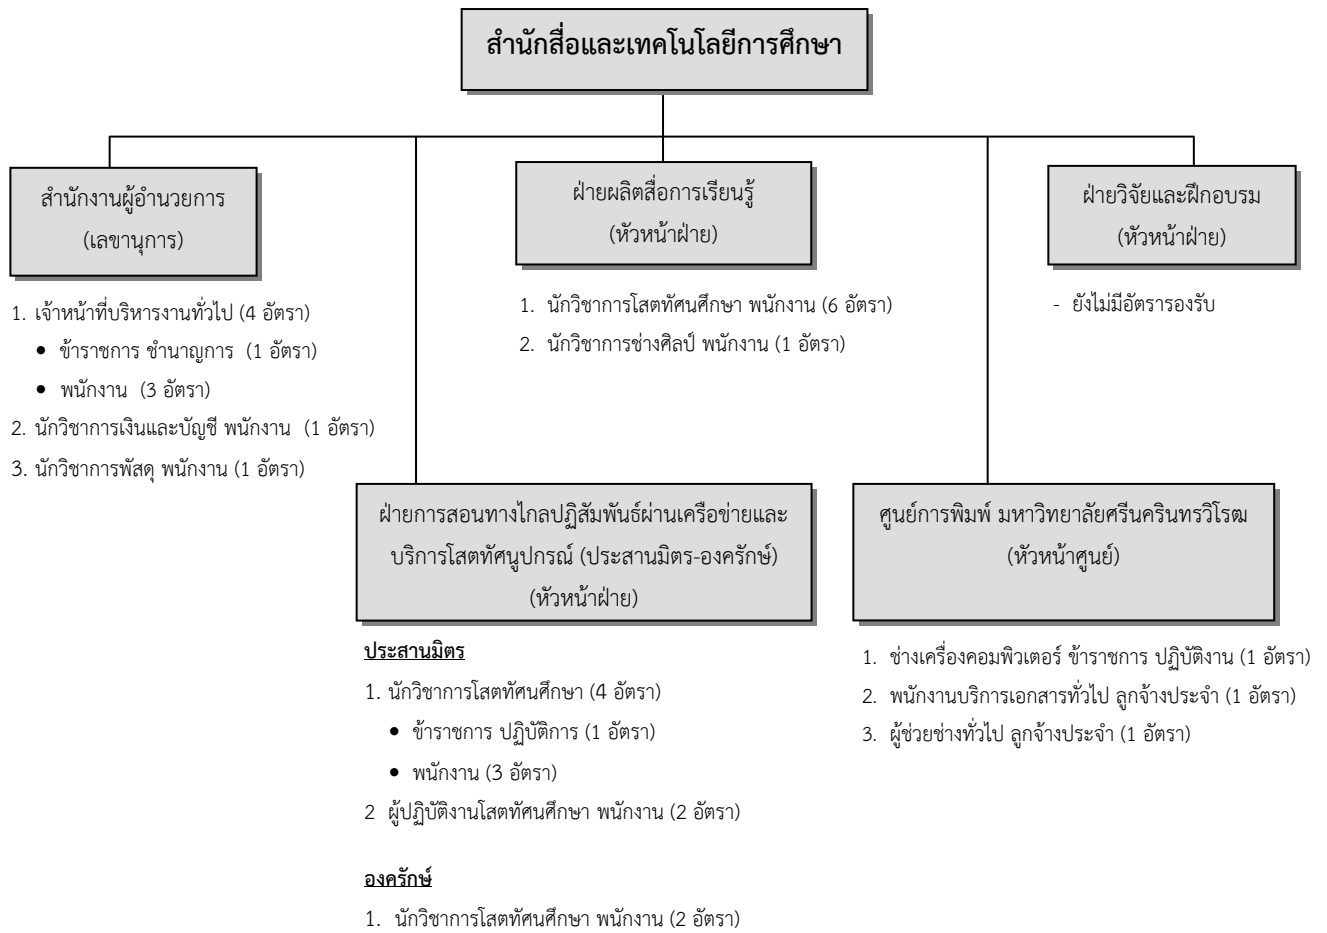 สำนักสื่อและเทคโนโลยีการศึกษา
สำนักงานผู้อำนวยการ
(เลขานุการ)
1. เจ้าหน้าที่บริหารงานทั่วไป (4 อัตรา)
• ข้าราชการ ชำนาญการ (1 อัตรา)
• พนักงาน (3 อัตรา)
2. นักวิชาการเงินและบัญชี พนักงาน (1 อัตรา)
3. นักวิชาการพัสดุ พนักงาน (1 อัตรา)
ฝ่ายผลิตสื่อการเรียนรู้
(หัวหน้าฝ่าย)
1. นักวิชาการโสตทัศนศึกษา พนักงาน (6 อัตรา)
2. นักวิชาการช่างศิลป์ พนักงาน (1 อัตรา)
ฝ่ายวิจัยและฝึกอบรม
(หัวหน้าฝ่าย)
- ยังไม่มีอัตรารองรับ
ฝ่ายการสอนทางไกลปฏิสัมพันธ์ผ่านเครือข่ายและ
บริการโสตทัศนูปกรณ์ (ประสานมิตร-องครักษ์)
(หัวหน้าฝ่าย)
ประสานมิตร
1. นักวิชาการโสตทัศนศึกษา (4 อัตรา)
• ข้าราชการ ปฏิบัติการ (1 อัตรา)
• พนักงาน (3 อัตรา)
2 ผู้ปฏิบัติงานโสตทัศนศึกษา พนักงาน (2 อัตรา)
องครักษ์
1. นักวิชาการโสตทัศนศึกษา พนักงาน (2 อัตรา)
ศูนย์การพิมพ์ มหาวิทยาลัยศรีนครินทรวิโรฒ
(หัวหน้าศูนย์)
1. ช่างเครื่องคอมพิวเตอร์ ข้าราชการ ปฏิบัติงาน (1 อัตรา)
2. พนักงานบริการเอกสารทั่วไป ลูกจ้างประจำ (1 อัตรา)
3. ผู้ช่วยช่างทั่วไป ลูกจ้างประจำ (1 อัตรา)